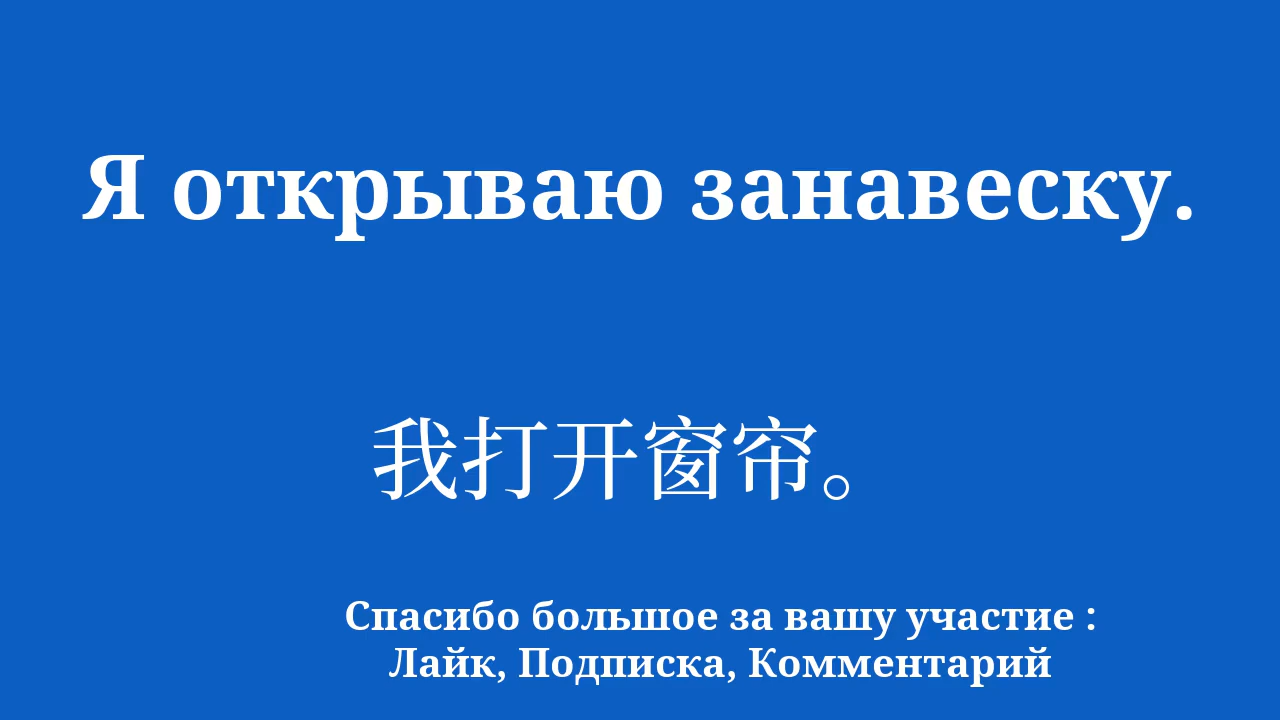 Я открываю занавеску.
我打开窗帘。
Спасибо большое за вашу участие :
Лайк, Подписка, Комментарий